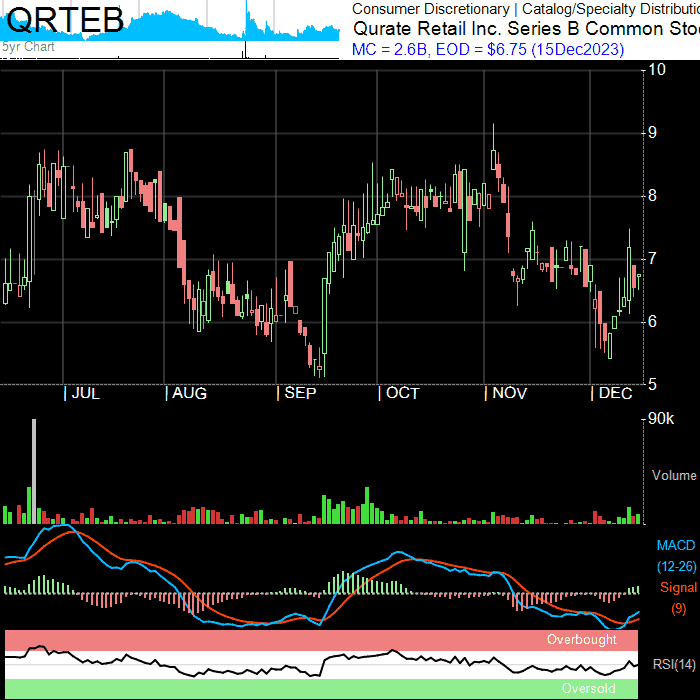 QRTEB
5yr Chart
Consumer Discretionary | Catalog/Specialty Distributio
Qurate Retail Inc. Series B Common Stoc
MC = 2.6B, EOD = $6.75 (15Dec2023)
10
9
8
7
6
5
| JUL | AUG | SEP | OCT | NOV | DEC
90k
Volume
MACD
(12-26)
Signal
(9)
Overbought
RSI(14)
Oversold